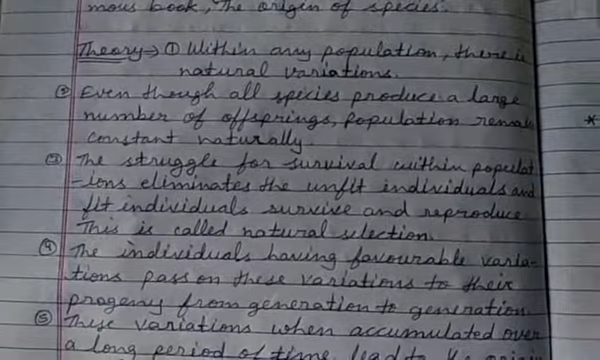 mous book, The origin of species.
Theory → ① Within any population, there is
natural variations.
② Even though all species produce a large
number of offsprings, population remai
constant naturally.
③ The struggle for survival within populat
-ions eliminates the unfit individuals and
fit individuals survive and reproduce.
This is called natural selection.
④ The individuals having favourable varia-
tions pass on these variations to their
progeny from generation to generation.
⑤ These variations when accumulated over
a long period of time, lead to